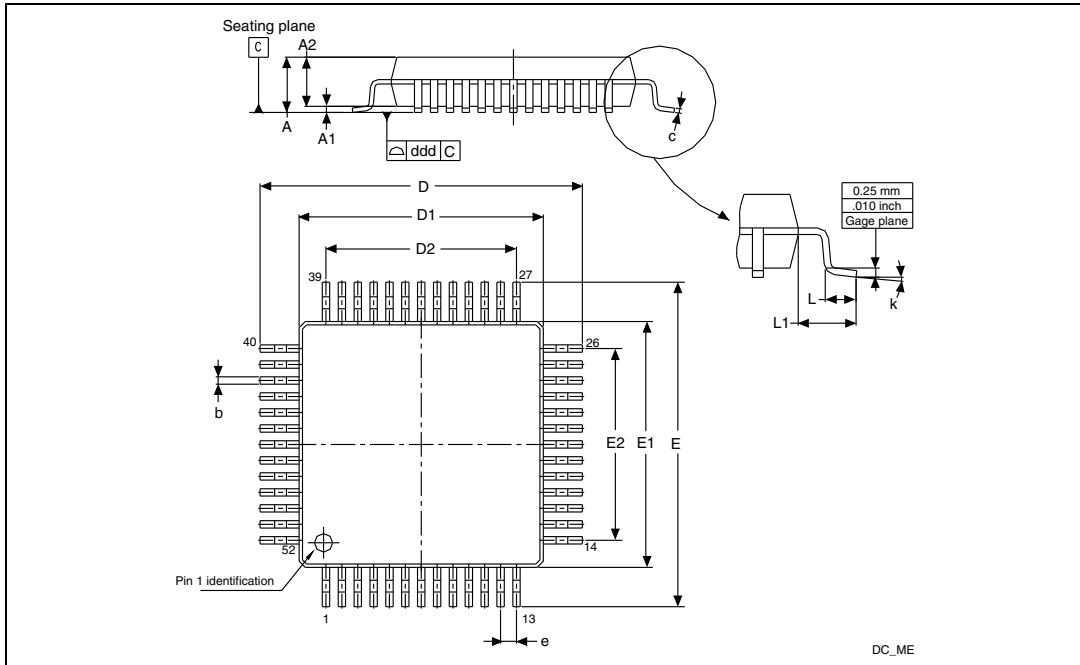 Seating plane
C
A2
A
A1
ddd C
c
0.25 mm
.010 inch
Gage plane
L
L1
k
D
D1
D2
39
27
40
26
b
E2
E1
E
52
14
Pin 1 identification
1
13
e
DC_ME